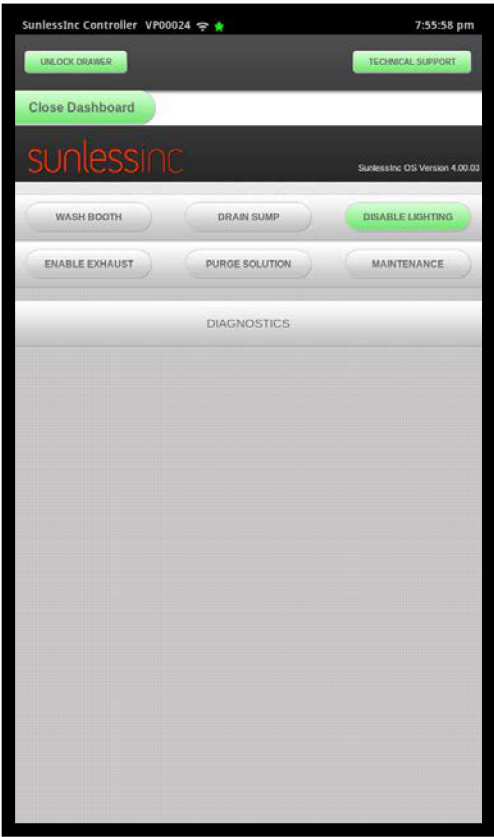 SunlessInc Controller VP00024 7:55:58 pm
UNLOCK DRAWER TECHNICAL SUPPORT
Close Dashboard
sunlessinc
SunlessInc OS Version 4.00.03
WASH BOOTH DRAIN SUMP DISABLE LIGHTING
ENABLE EXHAUST PURGE SOLUTION MAINTENANCE
DIAGNOSTICS